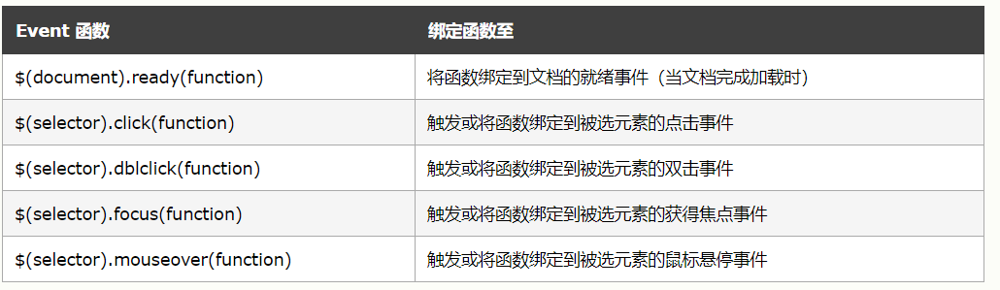 Event 函数 绑定函数至
$(document).ready(function) 将函数绑定到文档的就绪事件（当文档完成加载时）
$(selector).click(function) 触发或将函数绑定到被选元素的点击事件
$(selector).dblclick(function) 触发或将函数绑定到被选元素的双击事件
$(selector).focus(function) 触发或将函数绑定到被选元素的获得焦点事件
$(selector).mouseover(function) 触发或将函数绑定到被选元素的鼠标悬停事件